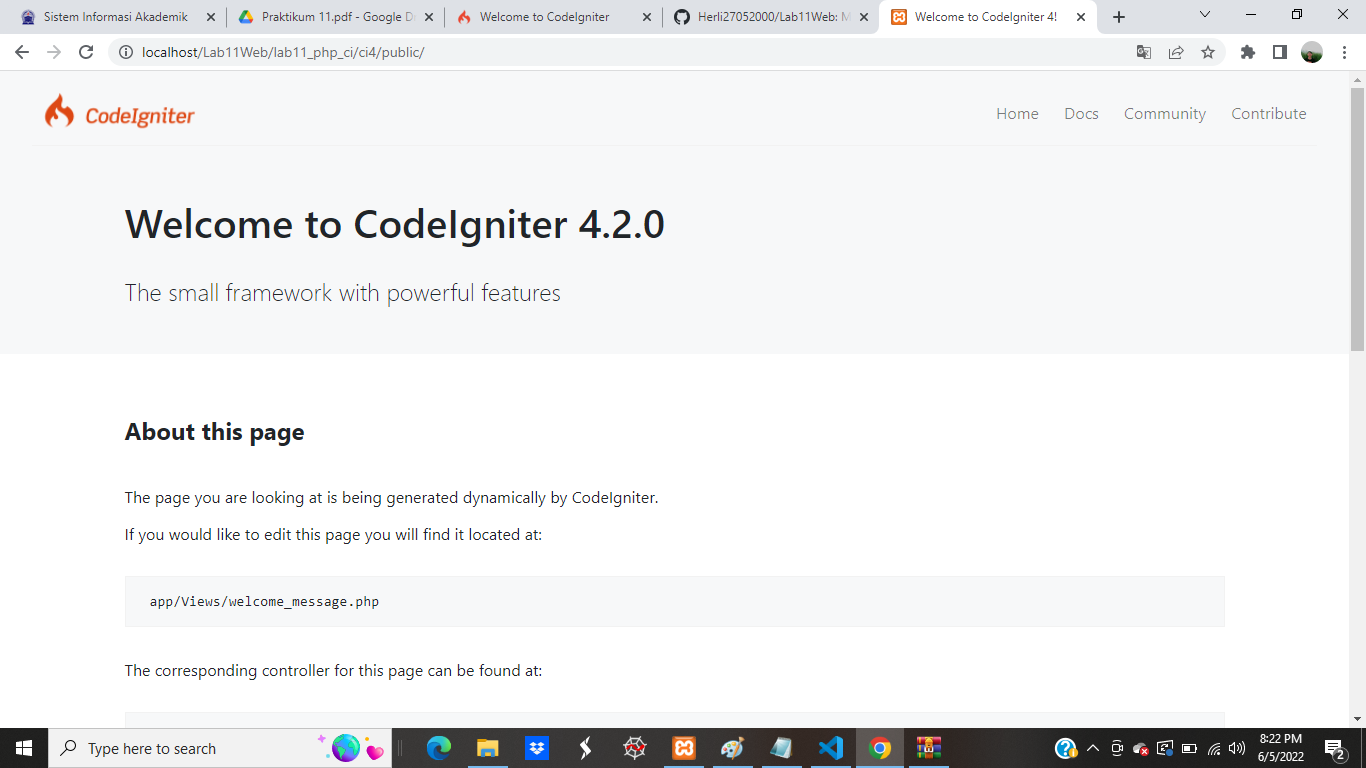 Sistem Informasi Akademik
Praktikum 11.pdf - Google D
Welcome to CodeIgniter
Herli27052000/Lab11Web: M
Welcome to CodeIgniter 4!
localhost/Lab11Web/lab11_php_ci/ci4/public/
CodeIgniter
Home
Docs
Community
Contribute
Welcome to CodeIgniter 4.2.0
The small framework with powerful features
About this page
The page you are looking at is being generated dynamically by CodeIgniter.
If you would like to edit this page you will find it located at:
app/Views/welcome_message.php
The corresponding controller for this page can be found at:
Type here to search
8:22 PM
6/5/2022
2